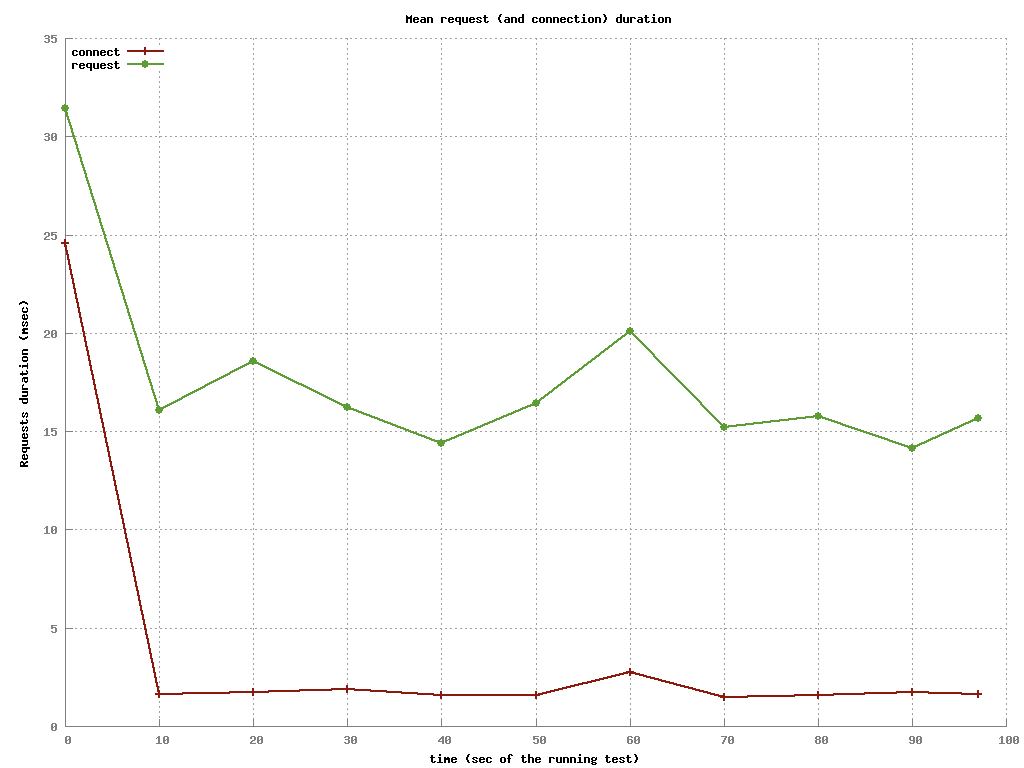 Mean request (and connection) duration
35
connect
request
30
25
20
15
10
5
0
Requests duration (msec)
0 10 20 30 40 50 60 70 80 90 100
time (sec of the running test)